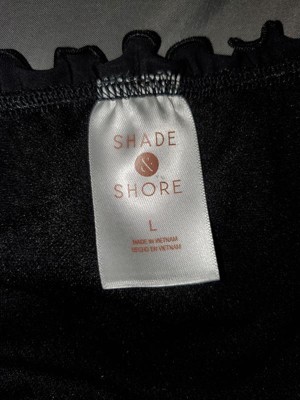 SHADE
&
SHORE
L
MADE IN VIETNAM
HECHO EN VIETNAM